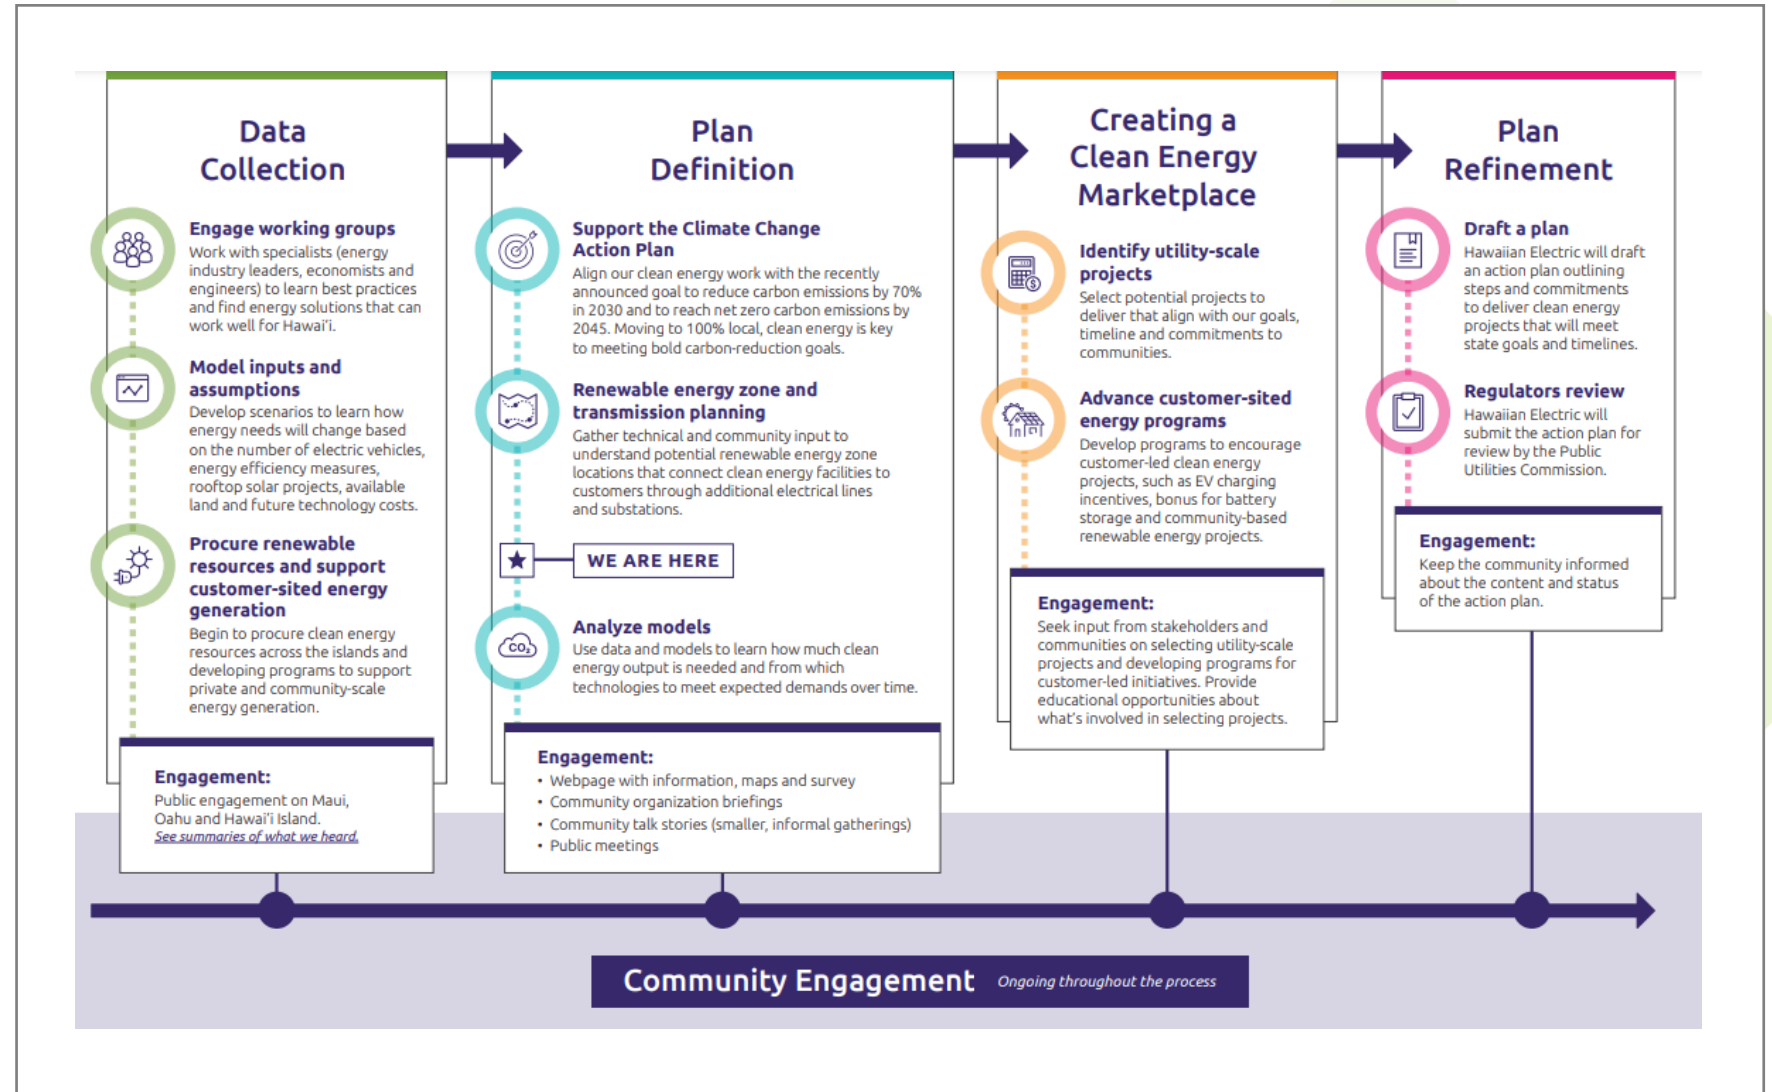 Data
Collection
Engage working groups
Work with specialists (energy
industry leaders, economists and
engineers) to learn best practices
and find energy solutions that can
work well for Hawai'i.
Model inputs and
assumptions
Develop scenarios to learn how
energy needs will change based
on the number of electric vehicles,
energy efficiency measures,
rooftop solar projects, available
land and future technology costs.
Procure renewable
resources and support
customer-sited energy
generation
Begin to procure clean energy
resources across the islands and
developing programs to support
private and community-scale
energy generation.
Engagement:
Public engagement on Maui,
Oahu and Hawai'i Island.
See summaries of what we heard.
Plan
Definition
Support the Climate Change
Action Plan
Align our clean energy work with the recently
announced goal to reduce carbon emissions by 70%
in 2030 and to reach net zero carbon emissions by
2045. Moving to 100% local, clean energy is key
to meeting bold carbon-reduction goals.
Renewable energy zone and
transmission planning
Gather technical and community input to
understand potential renewable energy zone
locations that connect clean energy facilities to
customers through additional electrical lines
and substations.
WE ARE HERE
CO₂
Analyze models
Use data and models to learn how much clean
energy output is needed and from which
technologies to meet expected demands over time.
Engagement:
• Webpage with information, maps and survey
• Community organization briefings
• Community talk stories (smaller, informal gatherings)
• Public meetings
Creating a
Clean Energy
Marketplace
$
Identify utility-scale
projects
Select potential projects to
deliver that align with our goals,
timeline and commitments to
communities.
Advance customer-sited
energy programs
Develop programs to encourage
customer-led clean energy
projects, such as EV charging
incentives, bonus for battery
storage and community-based
renewable energy projects.
Engagement:
Seek input from stakeholders and
communities on selecting utility-scale
projects and developing programs for
customer-led initiatives. Provide
educational opportunities about
what's involved in selecting projects.
Plan
Refinement
Draft a plan
Hawaiian Electric will draft
an action plan outlining
steps and commitments
to deliver clean energy
projects that will meet
state goals and timelines.
Regulators review
Hawaiian Electric will
submit the action plan for
review by the Public
Utilities Commission.
Engagement:
Keep the community informed
about the content and status
of the action plan.
Community Engagement Ongoing throughout the process